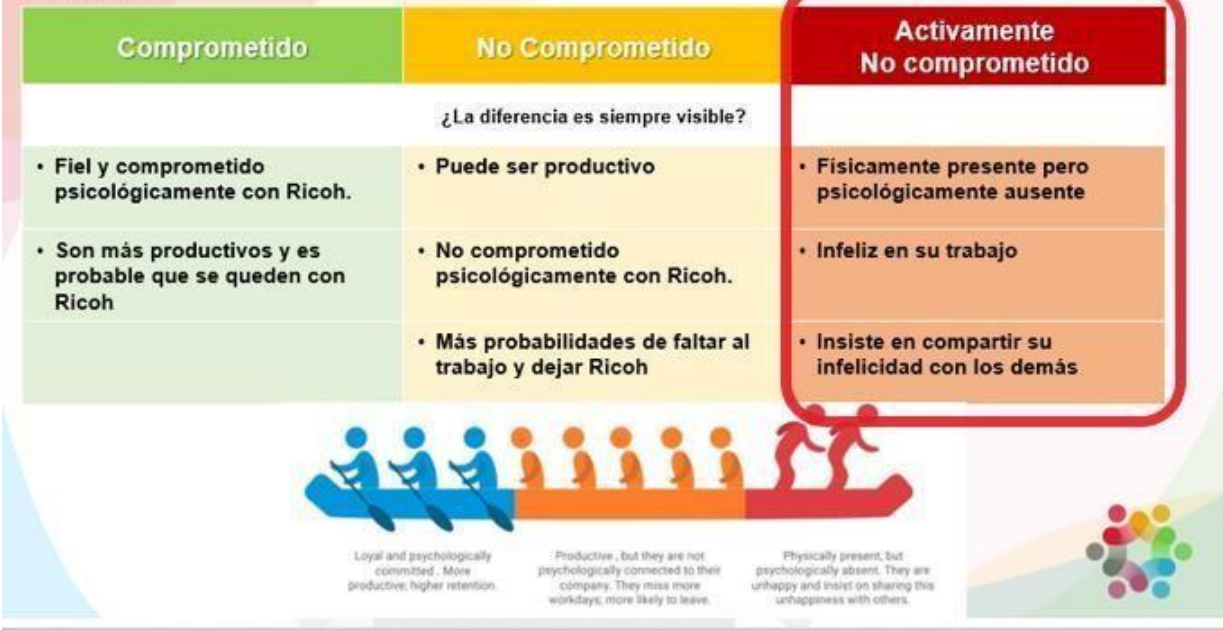 Comprometido
No Comprometido
Activamente
No comprometido
¿La diferencia es siempre visible?
• Fiel y comprometido
psicológicamente con Ricoh.
• Puede ser productivo
• Físicamente presente pero
psicológicamente ausente
• Son más productivos y es
probable que se queden con
Ricoh
• No comprometido
psicológicamente con Ricoh.
• Infeliz en su trabajo
• Más probabilidades de faltar al
trabajo y dejar Ricoh
• Insiste en compartir su
infelicidad con los demás
Loyal and psychologically
committed . More
productive; higher retention.
Productive , but they are not
psychologically connected to their
company. They miss more
workdays; more likely to leave.
Physically present, but
psychologically absent. They are
unhappy and insist on sharing this
unhappiness with others.